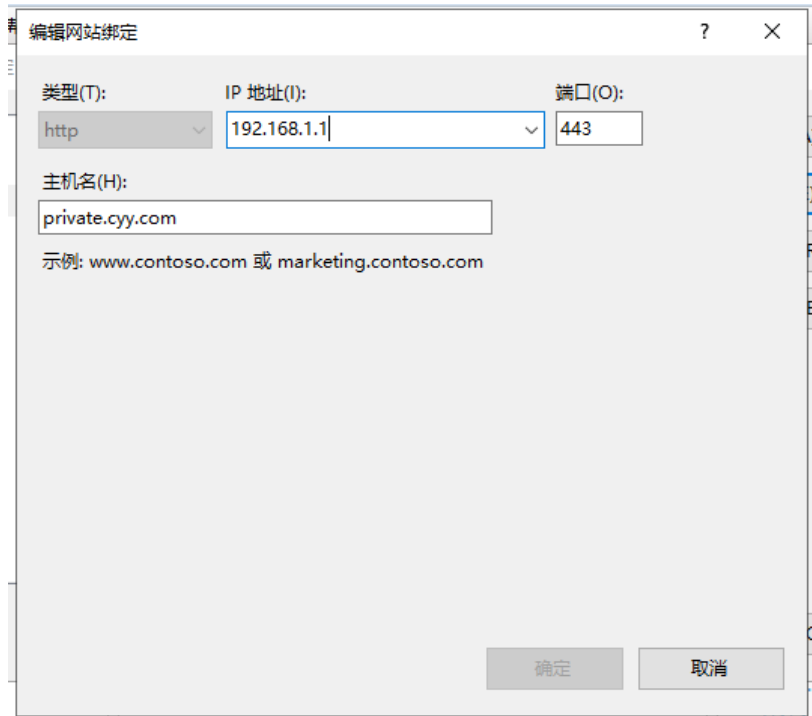 编辑网站绑定
类型(T): IP 地址(I): 端口(O):
http 192.168.1.1 443
主机名(H):
private.cyy.com
示例: www.contoso.com 或 marketing.contoso.com
确定 取消